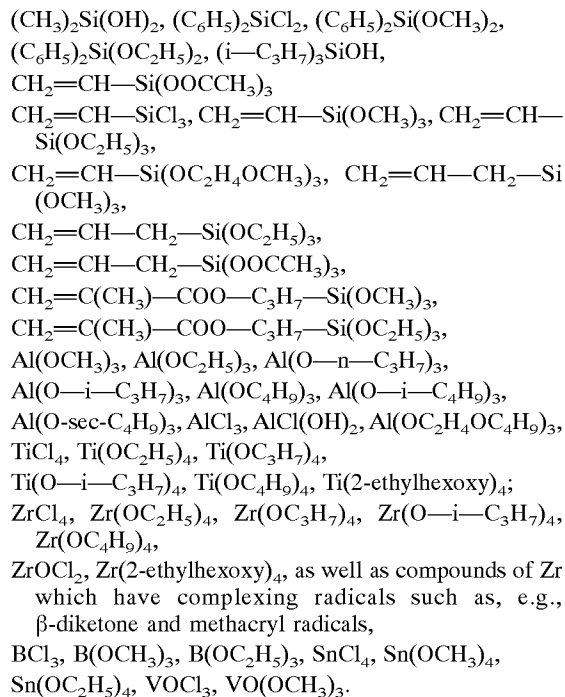 (CH₃)₂Si(OH)₂, (C₆H₅)₂SiCl₂, (C₆H₅)₂Si(OCH₃)₂,
(C₆H₅)₂Si(OC₂H₅)₂, (i—C₃H₇)₃SiOH,
CH₂=CH—Si(OOCCH₃)₃
CH₂=CH—SiCl₃, CH₂=CH—Si(OCH₃)₃, CH₂=CH—
Si(OC₂H₅)₃,
CH₂=CH—Si(OC₂H₄OCH₃)₃, CH₂=CH—CH₂—Si
(OCH₃)₃,
CH₂=CH—CH₂—Si(OC₂H₅)₃,
CH₂=CH—CH₂—Si(OOCCH₃)₃,
CH₂=C(CH₃)—COO—C₃H₇—Si(OCH₃)₃,
CH₂=C(CH₃)—COO—C₃H₇—Si(OC₂H₅)₃,
Al(OCH₃)₃, Al(OC₂H₅)₃, Al(O—n—C₃H₇)₃,
Al(O—i—C₃H₇)₃, Al(OC₄H₉)₃, Al(O—i—C₄H₉)₃,
Al(O-sec-C₄H₉)₃, AlCl₃, AlCl(OH)₂, Al(OC₂H₄OC₄H₉)₃,
TiCl₄, Ti(OC₂H₅)₄, Ti(OC₃H₇)₄,
Ti(O—i—C₃H₇)₄, Ti(OC₄H₉)₄, Ti(2-ethylhexoxy)₄;
ZrCl₄, Zr(OC₂H₅)₄, Zr(OC₃H₇)₄, Zr(O—i—C₃H₇)₄,
Zr(OC₄H₉)₄,
ZrOCl₂, Zr(2-ethylhexoxy)₄, as well as compounds of Zr
which have complexing radicals such as, e.g.,
β-diketone and methacryl radicals,
BCl₃, B(OCH₃)₃, B(OC₂H₅)₃, SnCl₄, Sn(OCH₃)₄,
Sn(OC₂H₅)₄, VOCl₃, VO(OCH₃)₃.